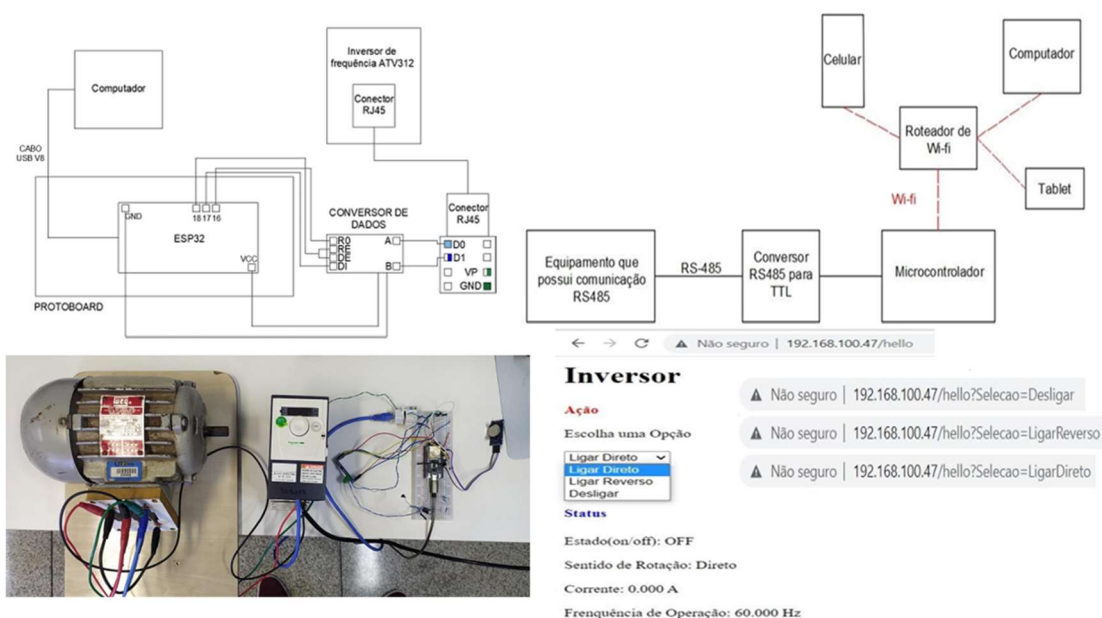 Computador
Inversor de
frequência ATV312
Conector
RJ45
CABO
USB V8
GND
18 17 16
ESP32
VCC
PROTOBOARD
CONVERSOR DE
DADOS
R0
RE
DE
DI
A
B
Conector
RJ45
D0
D1
VP
GND
Celular
Computador
Roteador de
Wi-fi
Tablet
Wi-fi
Equipamento que
possui comunicação
RS485
RS-485
Conversor
RS485 para
TTL
Microcontrolador
Não seguro | 192.168.100.47/hello
Inversor
Ação
Escolha uma Opção
Ligar Direto
Ligar Direto
Ligar Reverso
Desligar
Status
Estado(on/off): OFF
Sentido de Rotação: Direto
Corrente: 0.000 A
Frenquência de Operação: 60.000 Hz
Não seguro | 192.168.100.47/hello?Selecao=Desligar
Não seguro | 192.168.100.47/hello?Selecao=LigarReverso
Não seguro | 192.168.100.47/hello?Selecao=LigarDireto